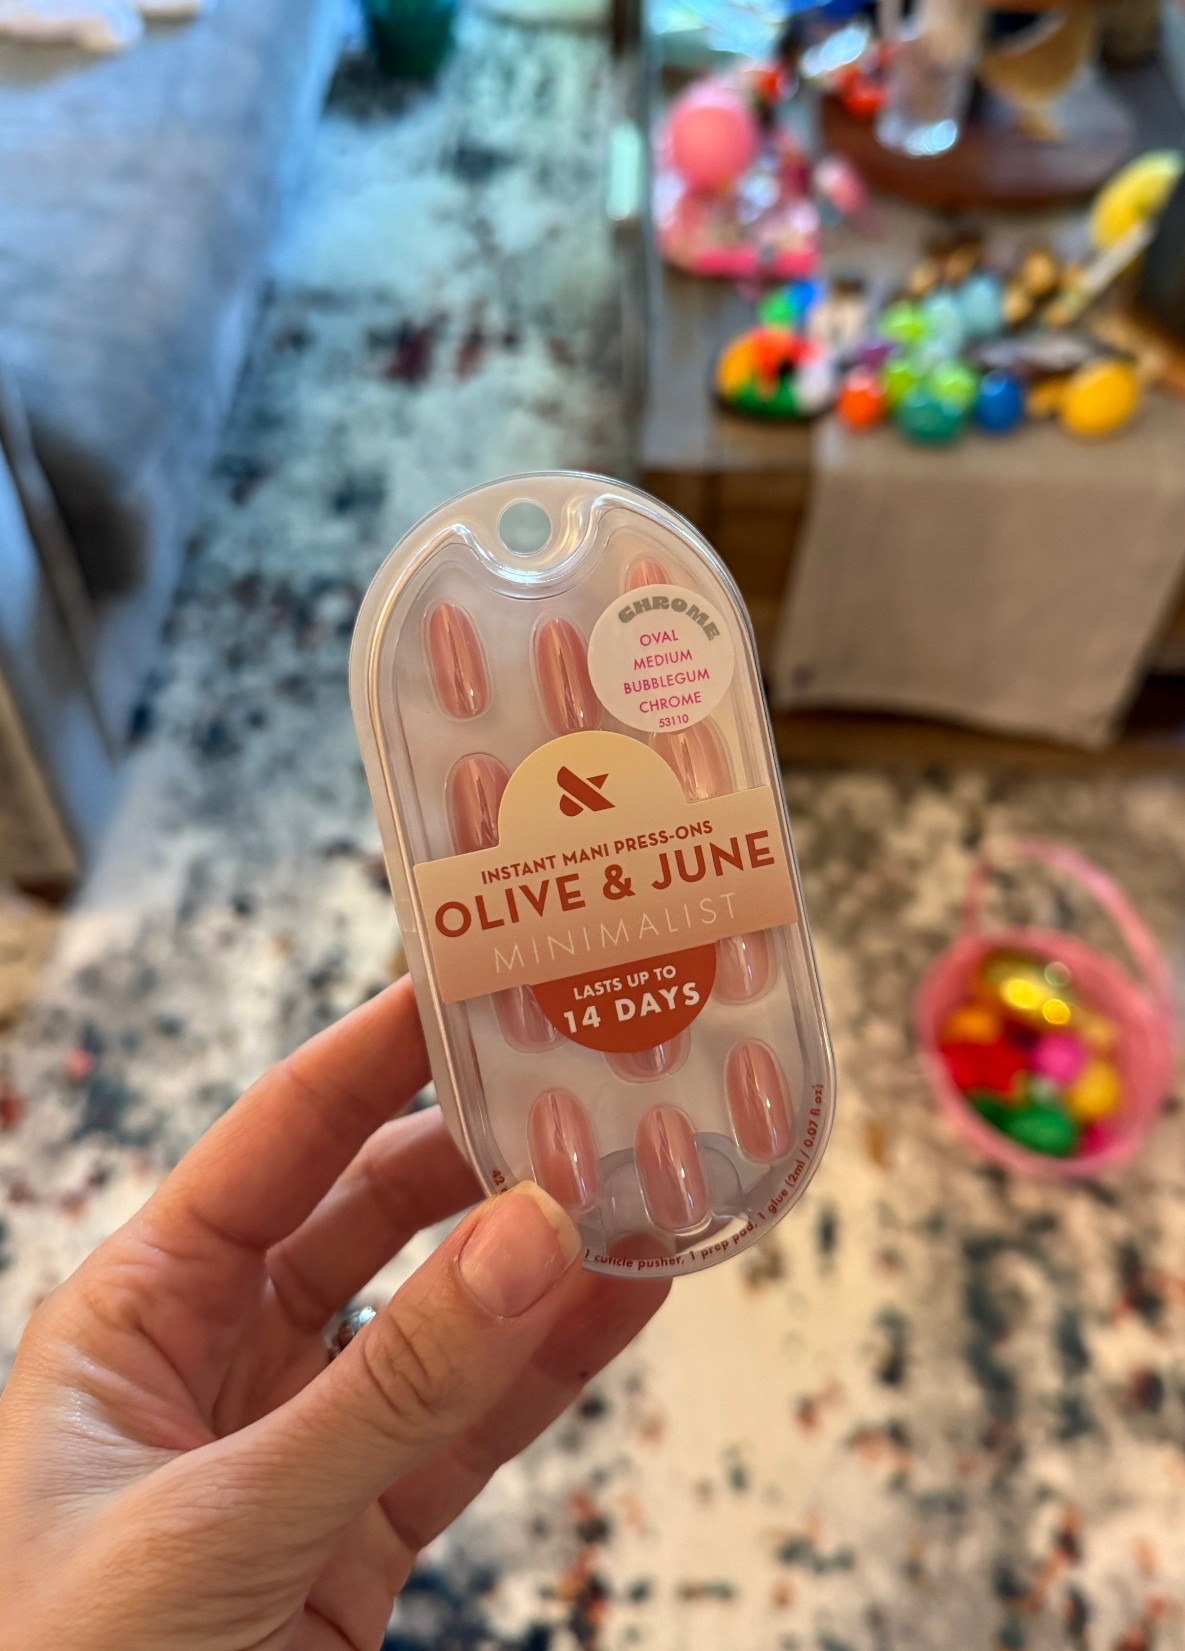 CHROME
OVAL
MEDIUM
BUBBLEGUM
CHROME
53110
&
INSTANT MANI PRESS-ONS
OLIVE & JUNE
MINIMALIST
LASTS UP TO
14 DAYS
42
1 cuticle pusher, 1 prep pad, 1 glue (2ml / 0.07 fl oz)